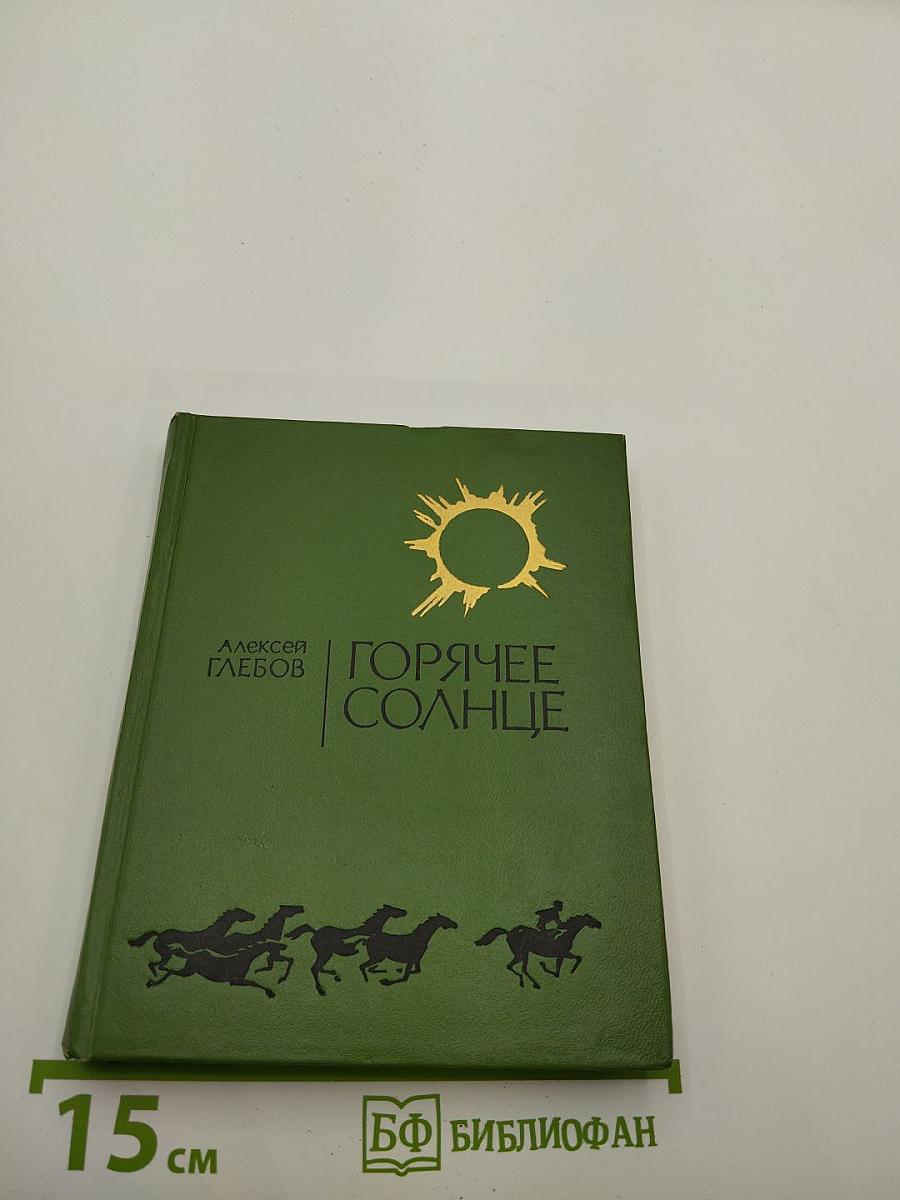 Алексей
ГЛЕБОВ
ГОРЯЧЕЕ
СОЛНЦЕ
15 см
БФ БИБЛИОФАН